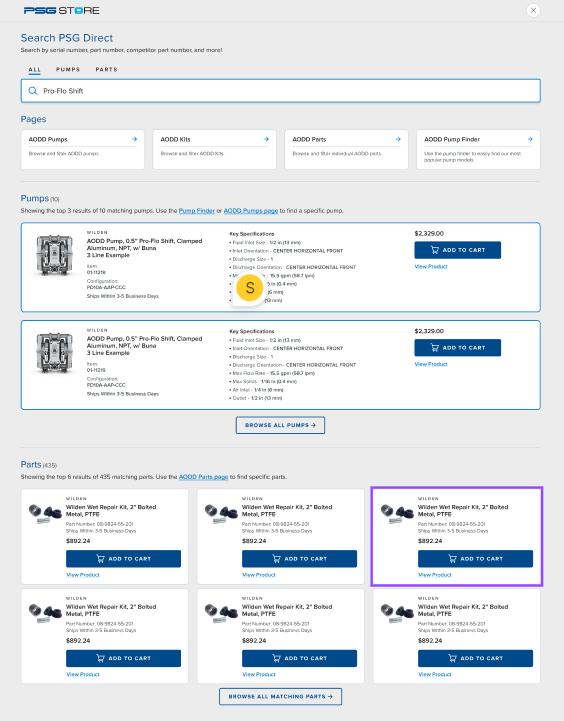 PSG STORE
Search PSG Direct
Search by serial number, part number, competitor part number, and more!
ALL PUMPS PARTS
Pro-Flo Shift
Pages
AODD Pumps
Browse and filter AODD pumps.
AODD Kits
Browse and filter AODD Kits.
AODD Parts
Browse and filter individual AODD parts.
AODD Pump Finder
Use the pump finder to easily find our most
popular pump models
Pumps (10)
Showing the top 3 results of 10 matching pumps. Use the Pump Finder or AODD Pumps page to find a specific pump.
WILDEN
AODD Pump, 0.5" Pro-Flo Shift, Clamped
Aluminum, NPT, w/ Buna
3 Line Example
Item:
01-11219
Configuration:
PD10A-AAP-CCC
Ships Within 3-5 Business Days
Key Specifications
• Fluid Inlet Size - 1/2 in (13 mm)
• Inlet Orientation - CENTER HORIZONTAL FRONT
• Discharge Size - 1
• Discharge Orientation - CENTER HORIZONTAL FRONT
15.5 gpm (58.7 lpm)
in (0.4 mm)
(6 mm)
(13 mm)
S
$2,329.00
ADD TO CART
View Product
WILDEN
AODD Pump, 0.5" Pro-Flo Shift, Clamped
Aluminum, NPT, w/ Buna
3 Line Example
Item:
01-11219
Configuration:
PD10A-AAP-CCC
Ships Within 3-5 Business Days
Key Specifications
• Fluid Inlet Size - 1/2 in (13 mm)
• Inlet Orientation - CENTER HORIZONTAL FRONT
• Discharge Size - 1
• Discharge Orientation - CENTER HORIZONTAL FRONT
• Max Flow Rate - 15.5 gpm (58.7 lpm)
• Max Solids - 1/16 in (0.4 mm)
• Air Inlet - 1/4 in (6 mm)
• Outlet - 1/2 in (13 mm)
$2,329.00
ADD TO CART
View Product
BROWSE ALL PUMPS →
Parts (435)
Showing the top 6 results of 435 matching parts. Use the AODD Parts page to find specific parts.
WILDEN
Wilden Wet Repair Kit, 2" Bolted
Metal, PTFE
Part Number: 08-9824-55-201
Ships Within 3-5 Business Days
$892.24
ADD TO CART
View Product
WILDEN
Wilden Wet Repair Kit, 2" Bolted
Metal, PTFE
Part Number: 08-9824-55-201
Ships Within 3-5 Business Days
$892.24
ADD TO CART
View Product
WILDEN
Wilden Wet Repair Kit, 2" Bolted
Metal, PTFE
Part Number: 08-9824-55-201
Ships Within 3-5 Business Days
$892.24
ADD TO CART
View Product
WILDEN
Wilden Wet Repair Kit, 2" Bolted
Metal, PTFE
Part Number: 08-9824-55-201
Ships Within 3-5 Business Days
$892.24
ADD TO CART
View Product
WILDEN
Wilden Wet Repair Kit, 2" Bolted
Metal, PTFE
Part Number: 08-9824-55-201
Ships Within 3-5 Business Days
$892.24
ADD TO CART
View Product
WILDEN
Wilden Wet Repair Kit, 2" Bolted
Metal, PTFE
Part Number: 08-9824-55-201
Ships Within 3-5 Business Days
$892.24
ADD TO CART
View Product
BROWSE ALL MATCHING PARTS →